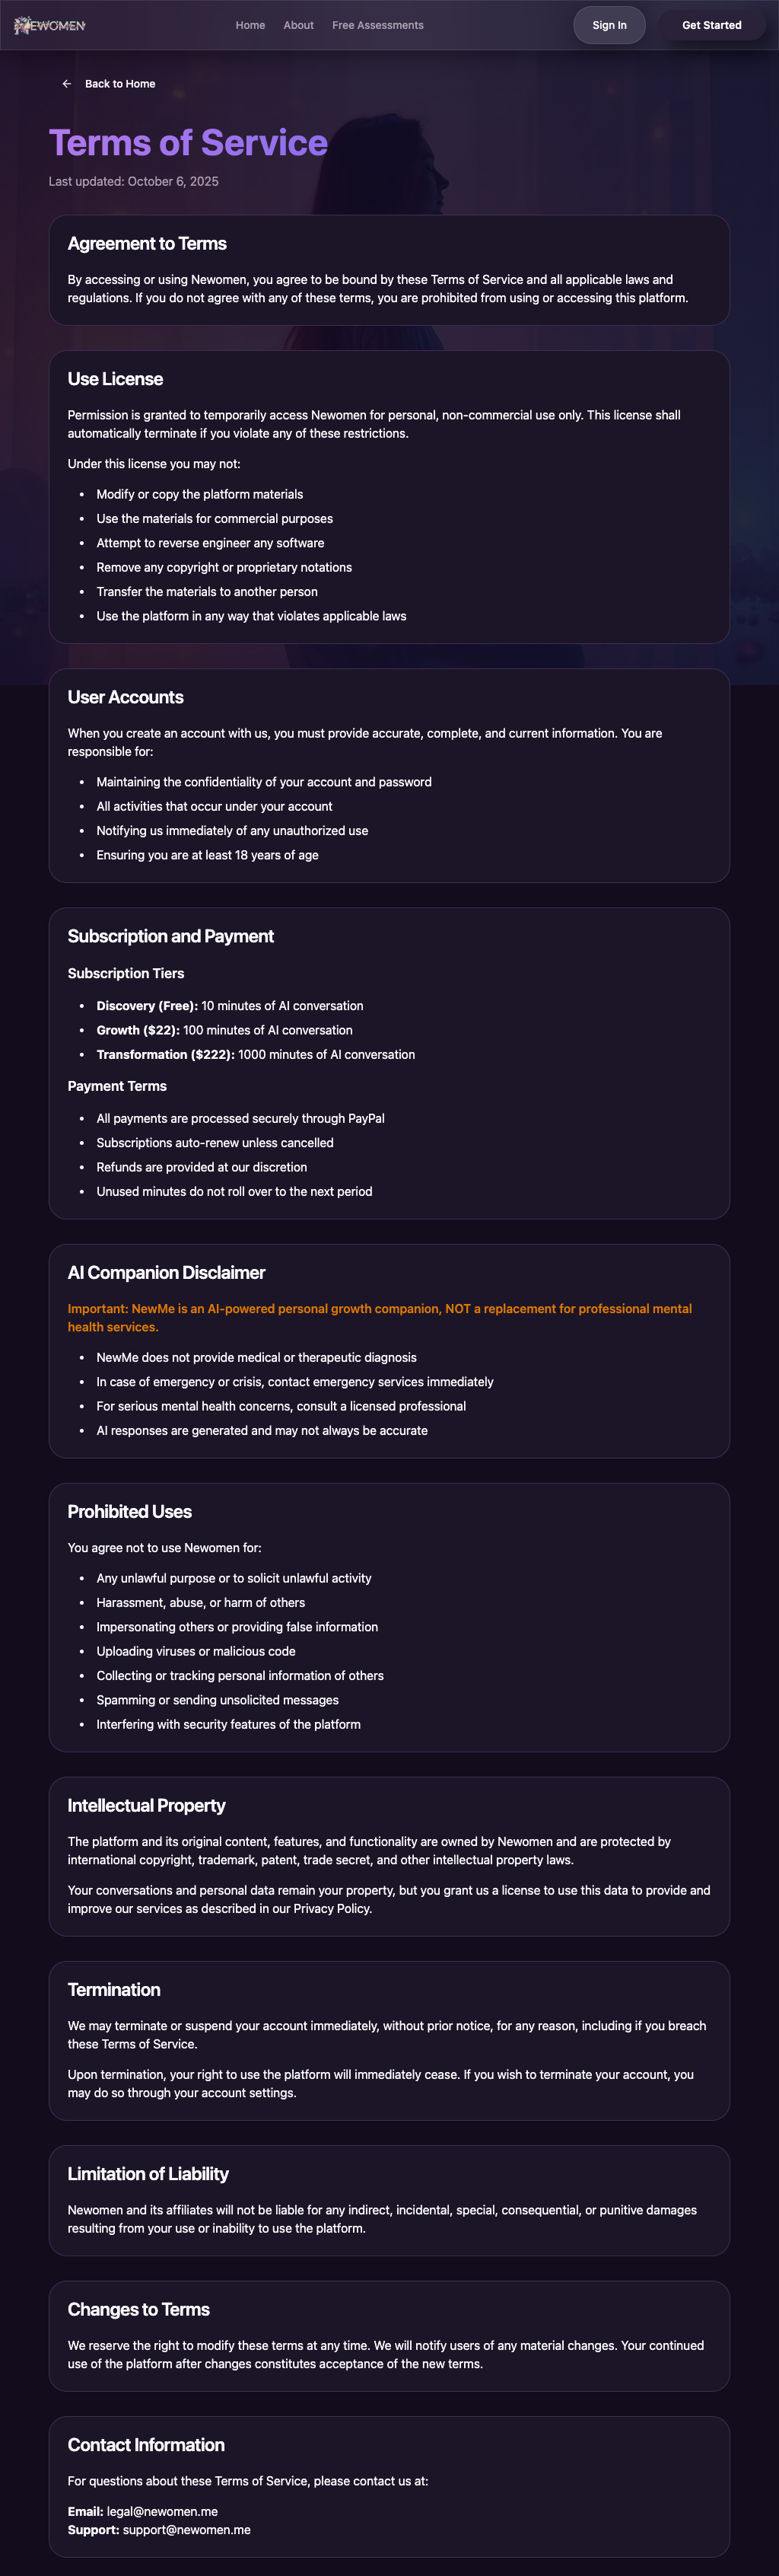 NEWOMEN
Home
About
Free Assessments
Sign In
Get Started
Back to Home
Terms of Service
Last updated: October 6, 2025
Agreement to Terms
By accessing or using Newomen, you agree to be bound by these Terms of Service and all applicable laws and
regulations. If you do not agree with any of these terms, you are prohibited from using or accessing this platform.
Use License
Permission is granted to temporarily access Newomen for personal, non-commercial use only. This license shall
automatically terminate if you violate any of these restrictions.
Under this license you may not:
• Modify or copy the platform materials
• Use the materials for commercial purposes
• Attempt to reverse engineer any software
• Remove any copyright or proprietary notations
• Transfer the materials to another person
• Use the platform in any way that violates applicable laws
User Accounts
When you create an account with us, you must provide accurate, complete, and current information. You are
responsible for:
• Maintaining the confidentiality of your account and password
• All activities that occur under your account
• Notifying us immediately of any unauthorized use
• Ensuring you are at least 18 years of age
Subscription and Payment
Subscription Tiers
• Discovery (Free): 10 minutes of AI conversation
• Growth ($22): 100 minutes of AI conversation
• Transformation ($222): 1000 minutes of AI conversation
Payment Terms
• All payments are processed securely through PayPal
• Subscriptions auto-renew unless cancelled
• Refunds are provided at our discretion
• Unused minutes do not roll over to the next period
AI Companion Disclaimer
Important: NewMe is an AI-powered personal growth companion, NOT a replacement for professional mental
health services.
• NewMe does not provide medical or therapeutic diagnosis
• In case of emergency or crisis, contact emergency services immediately
• For serious mental health concerns, consult a licensed professional
• AI responses are generated and may not always be accurate
Prohibited Uses
You agree not to use Newomen for:
• Any unlawful purpose or to solicit unlawful activity
• Harassment, abuse, or harm of others
• Impersonating others or providing false information
• Uploading viruses or malicious code
• Collecting or tracking personal information of others
• Spamming or sending unsolicited messages
• Interfering with security features of the platform
Intellectual Property
The platform and its original content, features, and functionality are owned by Newomen and are protected by
international copyright, trademark, patent, trade secret, and other intellectual property laws.
Your conversations and personal data remain your property, but you grant us a license to use this data to provide and
improve our services as described in our Privacy Policy.
Termination
We may terminate or suspend your account immediately, without prior notice, for any reason, including if you breach
these Terms of Service.
Upon termination, your right to use the platform will immediately cease. If you wish to terminate your account, you
may do so through your account settings.
Limitation of Liability
Newomen and its affiliates will not be liable for any indirect, incidental, special, consequential, or punitive damages
resulting from your use or inability to use the platform.
Changes to Terms
We reserve the right to modify these terms at any time. We will notify users of any material changes. Your continued
use of the platform after changes constitutes acceptance of the new terms.
Contact Information
For questions about these Terms of Service, please contact us at:
Email: legal@newomen.me
Support: support@newomen.me